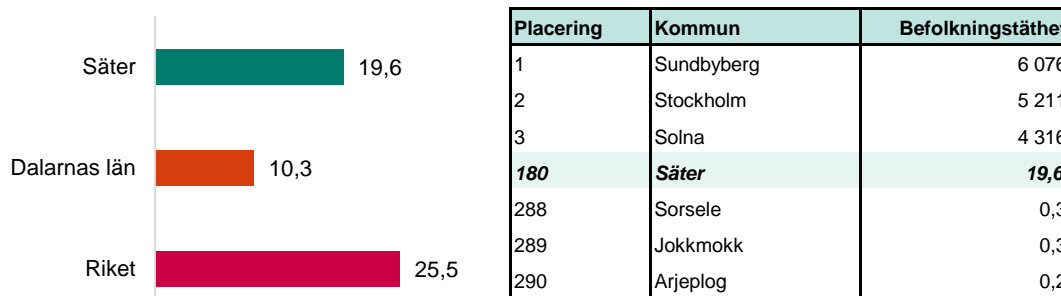 Säter 19,6
Dalarnas län 10,3
Riket 25,5
Placering Kommun Befolkningstäthet
1 Sundbyberg 6 076
2 Stockholm 5 211
3 Solna 4 316
180 Säter 19,6
288 Sorsele 0,3
289 Jokkmokk 0,3
290 Arjeplog 0,2